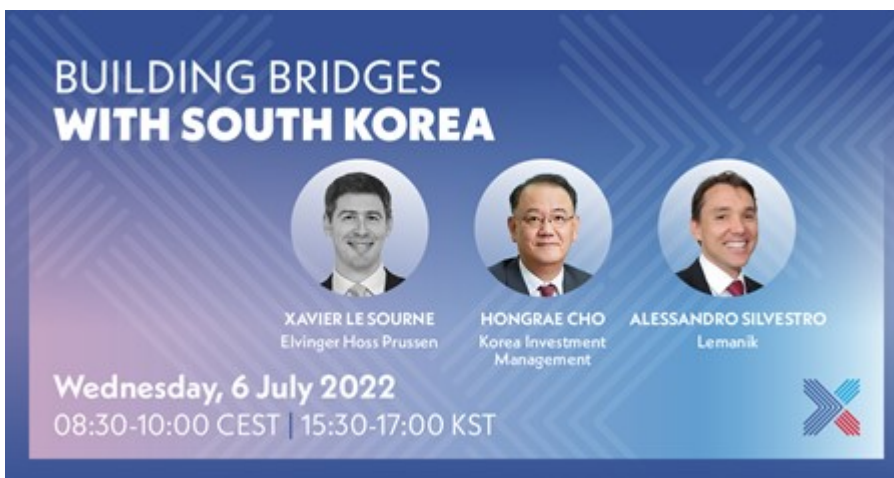 BUILDING BRIDGES
WITH SOUTH KOREA
XAVIER LE SOURNE
Elvinger Hoss Prussen
HONGRAE CHO
Korea Investment
Management
ALESSANDRO SILVESTRO
Lemanik
Wednesday, 6 July 2022
08:30-10:00 CEST | 15:30-17:00 KST